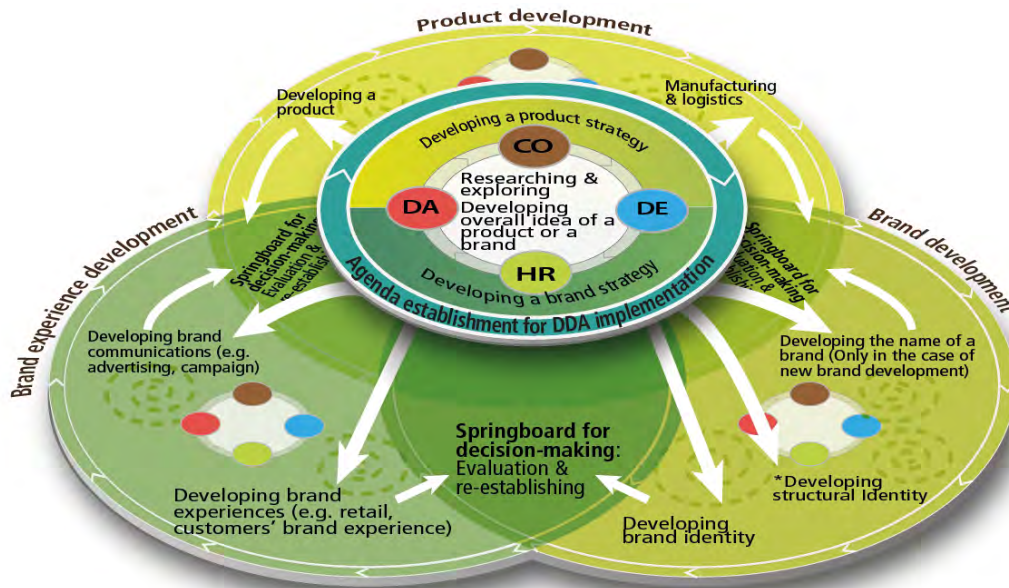 Product development
Developing a
product
Manufacturing
& logistics
Developing a product strategy
CO
DA
DE
HR
Researching &
exploring
Developing
overall idea of a
product or a
brand
Developing a brand strategy
Agenda establishment for DDA implementation
Brand experience development
Brand development
Springboard for
decision-making
Evaluation &
re-establish
Springboard for
decision-making
Evaluation &
Developing brand
communications (e.g.
advertising, campaign)
Developing the name of a
brand (Only in the case of
new brand development)
Springboard for
decision-making:
Evaluation &
re-establishing
*Developing
structural Identity
Developing brand
experiences (e.g. retail,
customers’ brand experience)
Developing
brand identity